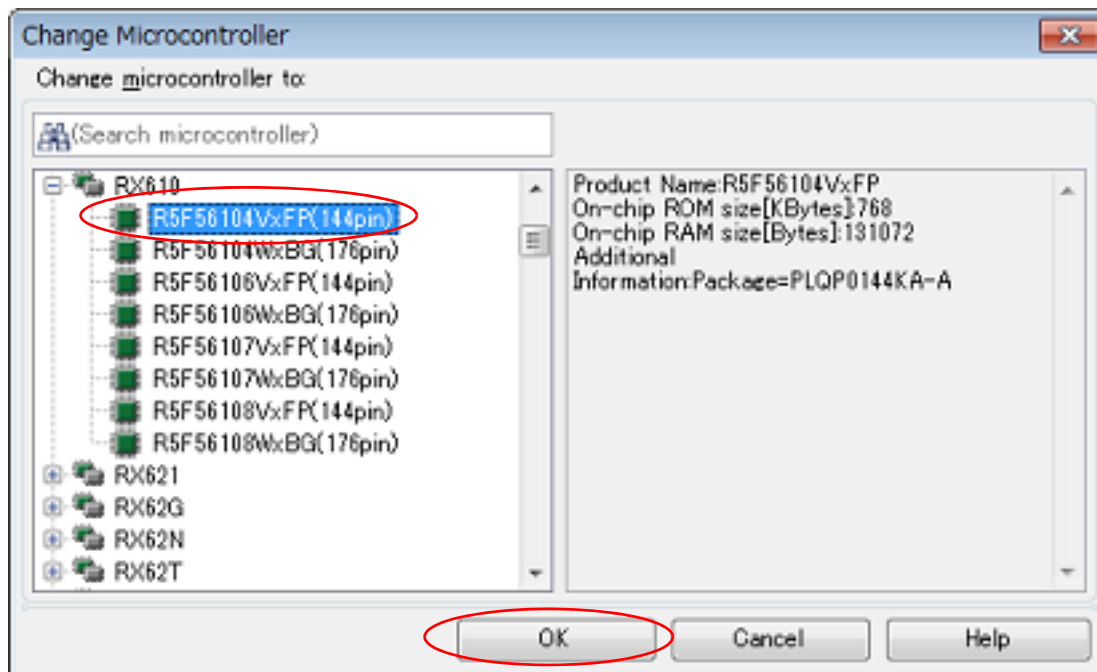 Change Microcontroller
Change microcontroller to:
(Search microcontroller)
RX610
R5F56104VxFP(144pin)
R5F56104WxBG(176pin)
R5F56106VxFP(144pin)
R5F56106WxBG(176pin)
R5F56107VxFP(144pin)
R5F56107WxBG(176pin)
R5F56108VxFP(144pin)
R5F56108WxBG(176pin)
RX621
RX62G
RX62N
RX62T
Product Name:R5F56104VxFP
On-chip ROM size[KBytes]:768
On-chip RAM size[Bytes]:131072
Additional
Information:Package=PLQP0144KA-A
OK
Cancel
Help